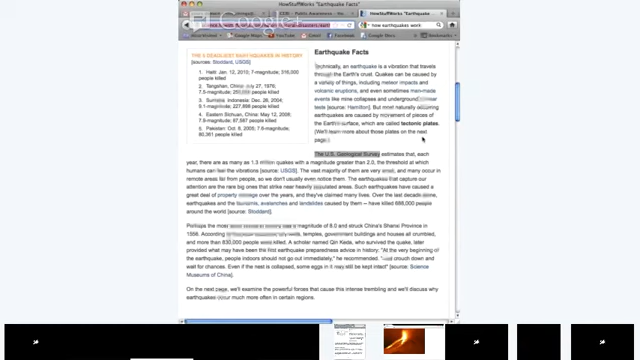 HowStuffWorks "Earthquake Facts"
HowStuffWorks "Earthquake
how earthquakes work
Gmail
Facebook
Bookmarks
THE 5 DEADLIEST EARTHQUAKES IN HISTORY
[sources: Stoddard, USGS]
1. Haiti: Jan. 12, 2010; 7-magnitude; 316,000
people killed
2. Tangshan, China: July 27, 1976;
7.5-magnitude;
people killed
3. Sumatra, Indonesia: Dec. 26, 2004;
9.1-magnitude; 227,898 people killed
4. Eastern Sichuan, China: May 12, 2008;
7.9-magnitude; 87,587 people killed
5. Pakistan: Oct. 8, 2005; 7.6-magnitude;
people killed
Earthquake Facts
Technically, an earthquake is a vibration that travels
through the Earth's crust. Quakes can be caused by
a variety of things, including meteor impacts and
volcanic eruptions, and even sometimes man-made
events like mine collapses and underground nuclear
tests [source: Hamilton]. But most naturally occurring
earthquakes are caused by movement of pieces of
the Earth's surface, which are called tectonic plates.
(We'll learn more about those plates on the next
page.)
The U.S. Geological Survey estimates that, each
year, there are as many as 1.3 million quakes with a magnitude greater than 2.0, the threshold at which
humans can feel the vibrations [source: USGS]. The vast majority of them are very small, and many occur in
remote areas far from people, so we don't usually even notice them. The earthquakes that capture our
attention are the rare big ones that strike near heavily populated areas. Such earthquakes have caused a
great deal of property damage over the years, and they've claimed many lives. Over the last decade alone,
earthquakes and the tsunamis, avalanches and landslides caused by them -- have killed 688,000 people
around the world [source: Stoddard].
Perhaps the most had a magnitude of 8.0 and struck China's Shanxi Province in
1556. According to temples, government buildings and houses all crumbled,
and more than 830,000 people were killed. A scholar named Qin Keda, who survived the quake, later
provided what may have been the first earthquake preparedness advice in history: "At the very beginning of
the earthquake, people indoors should not go out immediately," he recommended. "Just crouch down and
wait for chances. Even if the nest is collapsed, some eggs in it may still be kept intact" [source: Science
Museums of China].
On the next page, we'll examine the powerful forces that cause this intense trembling and we'll discuss why
earthquakes occur much more often in certain regions.